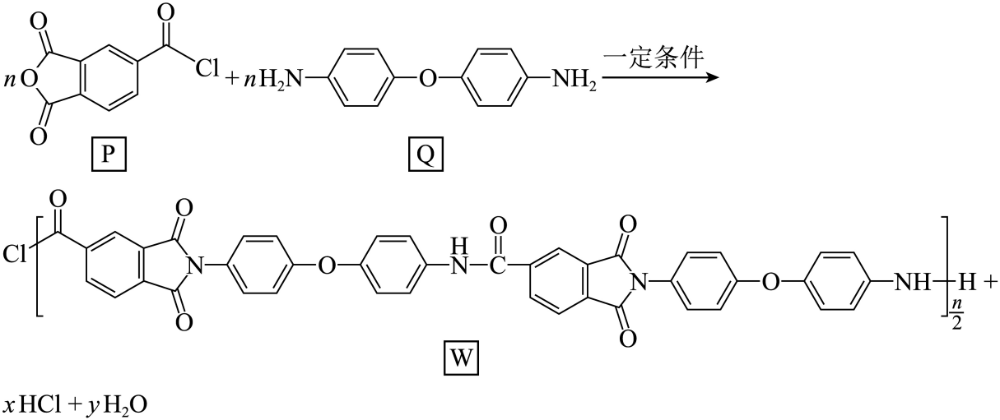 O O
n O Cl + nH₂N O NH₂ 一定条件
O
P Q
O O O O
Cl N O H N C N O NH H +
O O n/2
W
xHCl + yH₂O